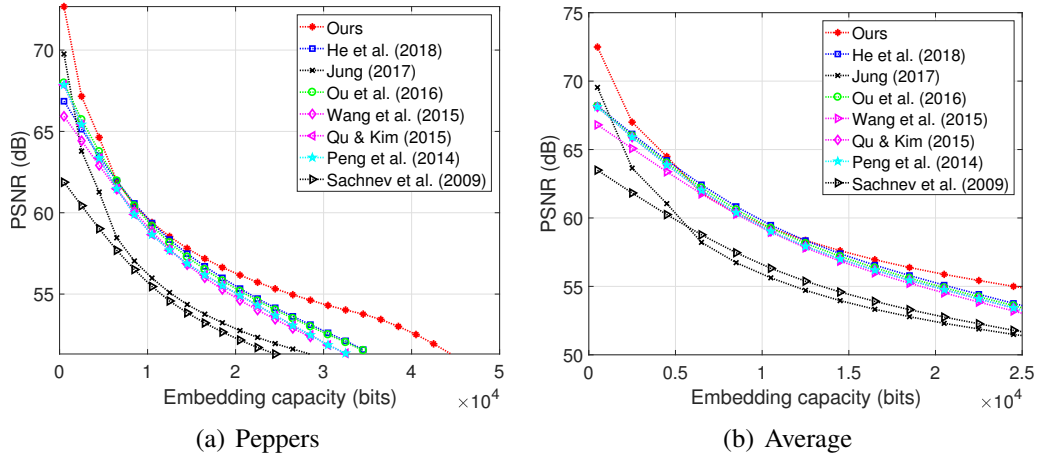 PSNR (dB)
70
65
60
55
0
1
2
3
4
5
×10⁴
Embedding capacity (bits)
Ours
He et al. (2018)
Jung (2017)
Ou et al. (2016)
Wang et al. (2015)
Qu & Kim (2015)
Peng et al. (2014)
Sachnev et al. (2009)
(a) Peppers
PSNR (dB)
75
70
65
60
55
50
0
0.5
1
1.5
2
2.5
×10⁴
Embedding capacity (bits)
Ours
He et al. (2018)
Jung (2017)
Ou et al. (2016)
Wang et al. (2015)
Qu & Kim (2015)
Peng et al. (2014)
Sachnev et al. (2009)
(b) Average